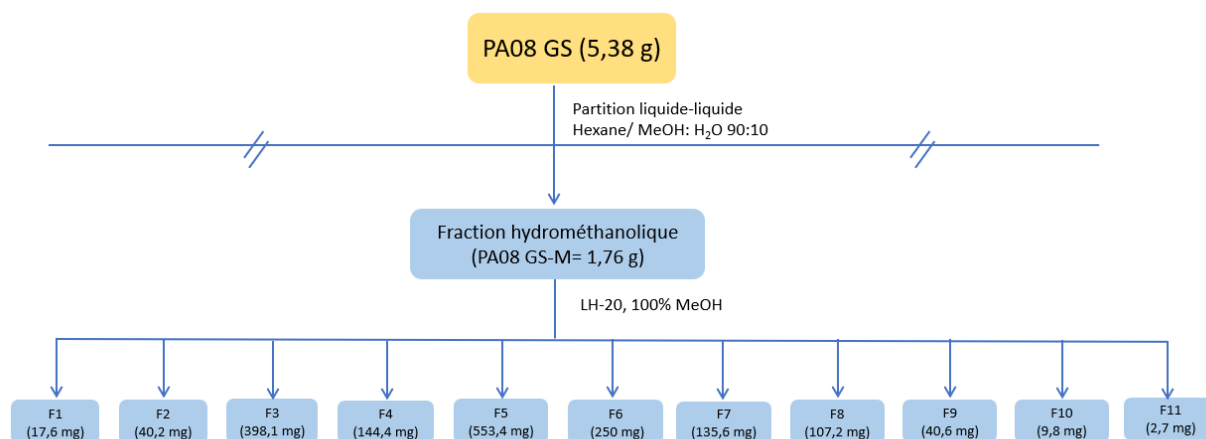 PA08 GS (5,38 g)
Partition liquide-liquide
Hexane/ MeOH: H₂O 90:10
Fraction hydrométhanolique
(PA08 GS-M= 1,76 g)
LH-20, 100% MeOH
F1
(17,6 mg)
F2
(40,2 mg)
F3
(398,1 mg)
F4
(144,4 mg)
F5
(553,4 mg)
F6
(250 mg)
F7
(135,6 mg)
F8
(107,2 mg)
F9
(40,6 mg)
F10
(9,8 mg)
F11
(2,7 mg)